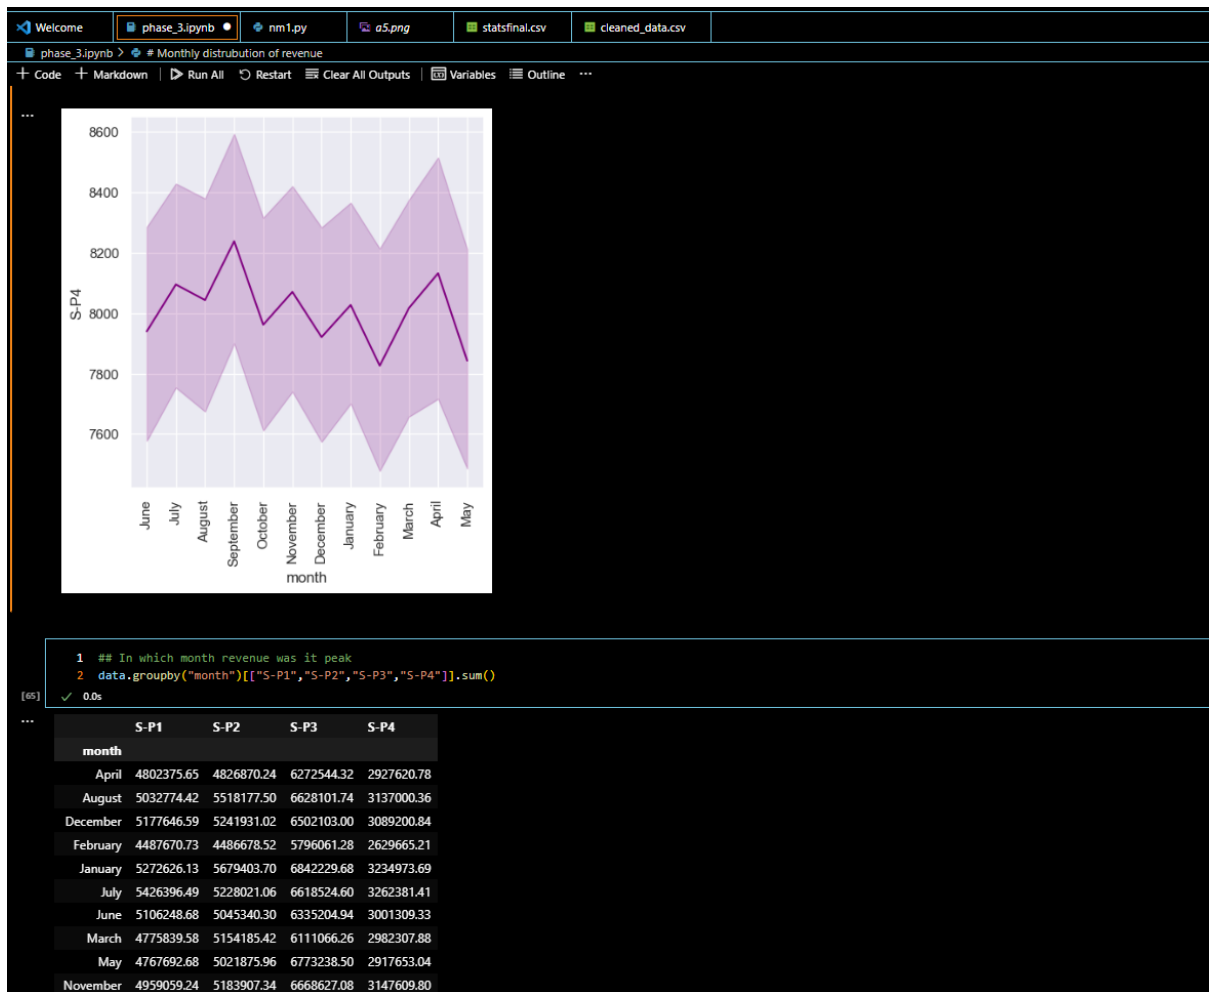 Welcome phase_3.ipynb nm1.py a5.png statsfinal.csv cleaned_data.csv
phase_3.ipynb > # Monthly distrubution of revenue
+ Code + Markdown | Run All Restart Clear All Outputs | Variables Outline ...
...
8600
8400
8200
8000
7800
7600
S-P4
June July August September October November December January February March April May
month
1 ## In which month revenue was it peak
2 data.groupby("month")[["S-P1","S-P2","S-P3","S-P4"]].sum()
[65] ✓ 0.0s
...
S-P1 S-P2 S-P3 S-P4
month
April 4802375.65 4826870.24 6272544.32 2927620.78
August 5032774.42 5518177.50 6628101.74 3137000.36
December 5177646.59 5241931.02 6502103.00 3089200.84
February 4487670.73 4486678.52 5796061.28 2629665.21
January 5272626.13 5679403.70 6842229.68 3234973.69
July 5426396.49 5228021.06 6618524.60 3262381.41
June 5106248.68 5045340.30 6335204.94 3001309.33
March 4775839.58 5154185.42 6111066.26 2982307.88
May 4767692.68 5021875.96 6773238.50 2917653.04
November 4959059.24 5183907.34 6668627.08 3147609.80